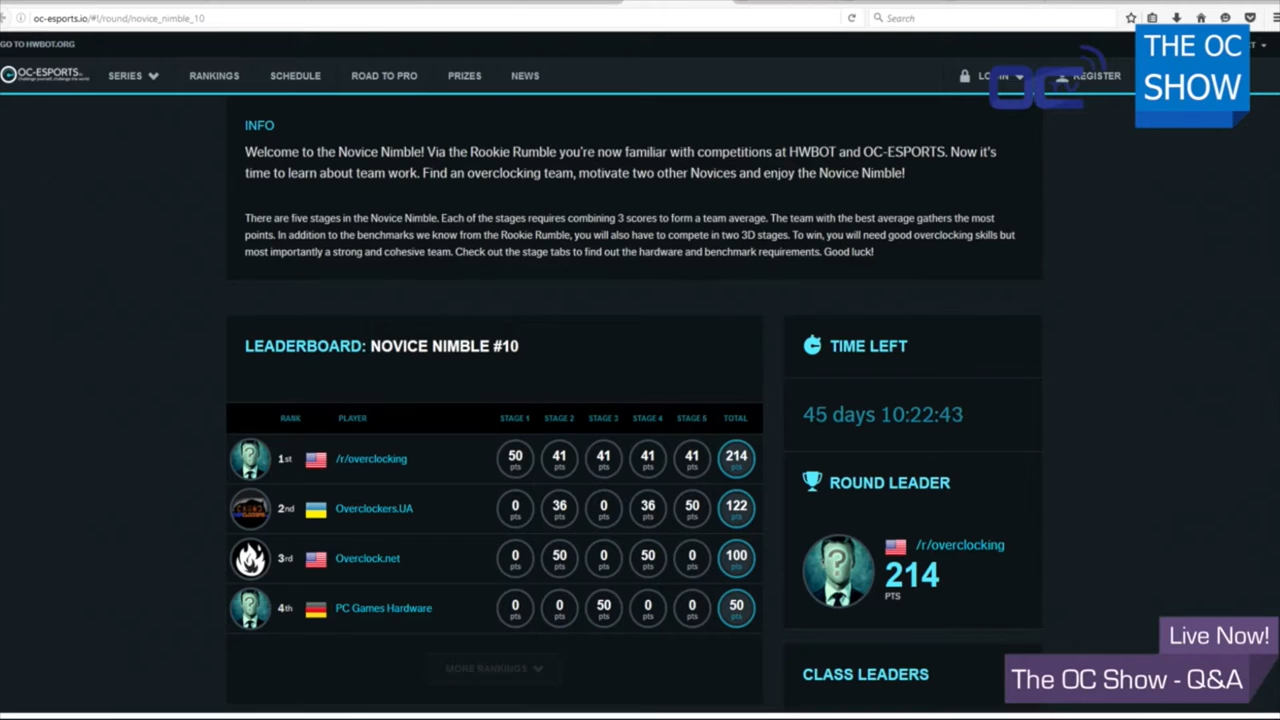 oc-esports.io/#!/round/novice_nimble_10
Search
GO TO HWBOT.ORG
THE OC
SHOW
OC-ESPORTS
SERIES
RANKINGS
SCHEDULE
ROAD TO PRO
PRIZES
NEWS
LOGIN
REGISTER
OC TV
INFO
Welcome to the Novice Nimble! Via the Rookie Rumble you're now familiar with competitions at HWBOT and OC-ESPORTS. Now it's
time to learn about team work. Find an overclocking team, motivate two other Novices and enjoy the Novice Nimble!
There are five stages in the Novice Nimble. Each of the stages requires combining 3 scores to form a team average. The team with the best average gathers the most
points. In addition to the benchmarks we know from the Rookie Rumble, you will also have to compete in two 3D stages. To win, you will need good overclocking skills but
most importantly a strong and cohesive team. Check out the stage tabs to find out the hardware and benchmark requirements. Good luck!
LEADERBOARD: NOVICE NIMBLE #10
RANK PLAYER STAGE 1 STAGE 2 STAGE 3 STAGE 4 STAGE 5 TOTAL
1st /r/overclocking 50 pts 41 pts 41 pts 41 pts 41 pts 214 pts
2nd Overclockers.UA 0 pts 36 pts 0 pts 36 pts 50 pts 122 pts
3rd Overclock.net 0 pts 50 pts 0 pts 50 pts 0 pts 100 pts
4th PC Games Hardware 0 pts 0 pts 50 pts 0 pts 0 pts 50 pts
MORE RANKINGS
TIME LEFT
45 days 10:22:43
ROUND LEADER
/r/overclocking
214
PTS
CLASS LEADERS
Live Now!
The OC Show - Q&A